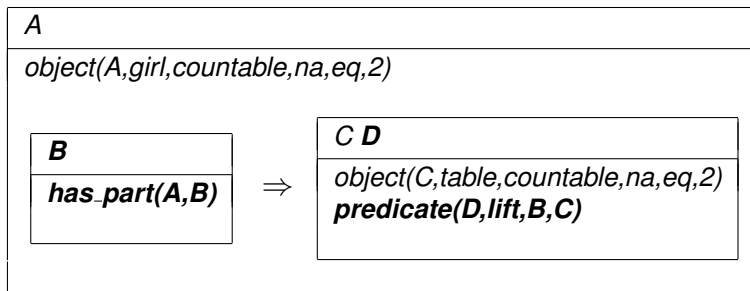 A
object(A,girl,countable,na,eq,2)
B
has_part(A,B)
⇒
C D
object(C,table,countable,na,eq,2)
predicate(D,lift,B,C)